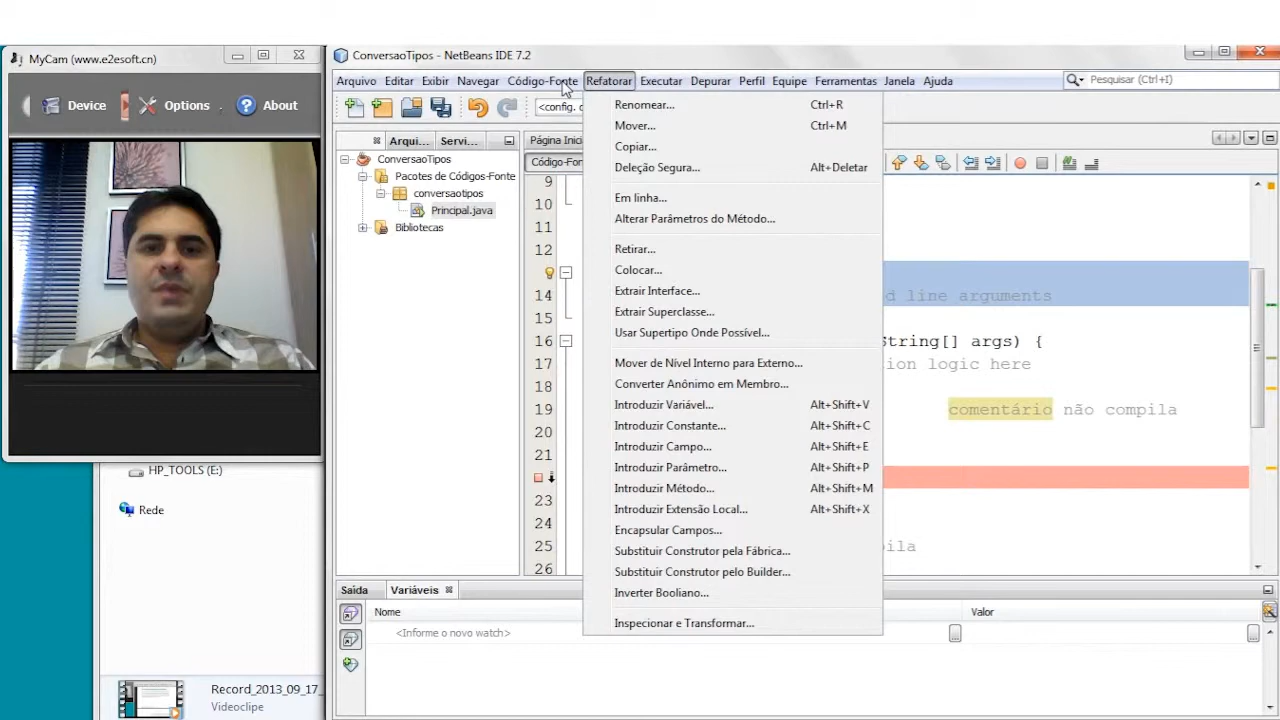 MyCam (www.e2esoft.cn)
Device
Options
About
HP_TOOLS (E:)
Rede
Record_2013_09_17_
Videoclipe
ConversaoTipos - NetBeans IDE 7.2
Arquivo Editar Exibir Navegar Código-Fonte Refatorar Executar Depurar Perfil Equipe Ferramentas Janela Ajuda
Pesquisar (Ctrl+I)
<config.
Arqui... Servi...
Página Inici
Código-Fon
ConversaoTipos
Pacotes de Códigos-Fonte
conversaotipos
Principal.java
Bibliotecas
Renomear... Ctrl+R
Mover... Ctrl+M
Copiar...
Deleção Segura... Alt+Deletar
Em linha...
Alterar Parâmetros do Método...
Retirar...
Colocar...
Extrair Interface...
Extrair Superclasse...
Usar Supertipo Onde Possível...
Mover de Nível Interno para Externo...
Converter Anônimo em Membro...
Introduzir Variável... Alt+Shift+V
Introduzir Constante... Alt+Shift+C
Introduzir Campo... Alt+Shift+E
Introduzir Parâmetro... Alt+Shift+P
Introduzir Método... Alt+Shift+M
Introduzir Extensão Local... Alt+Shift+X
Encapsular Campos...
Substituir Construtor pela Fábrica...
Substituir Construtor pelo Builder...
Inverter Booliano...
Inspecionar e Transformar...
9
10
11
12
14 d line arguments
15
16 String[] args) {
17 ion logic here
18
19 comentário não compila
20
21
23
24
25 ila
26
Saída Variáveis
Nome Valor
<Informe o novo watch>